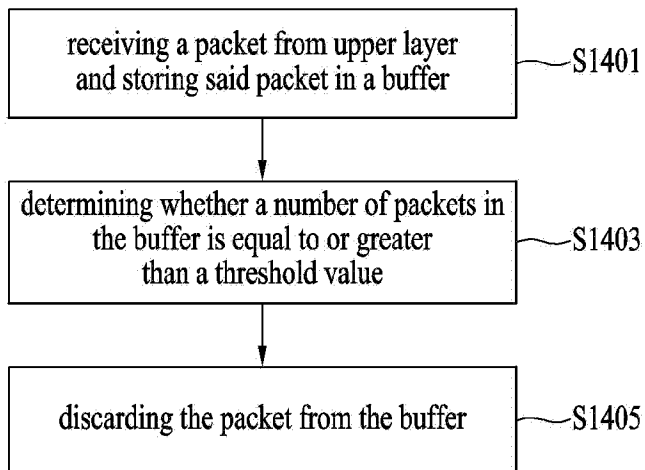 receiving a packet from upper layer
and storing said packet in a buffer
S1401
determining whether a number of packets in
the buffer is equal to or greater
than a threshold value
S1403
discarding the packet from the buffer
S1405